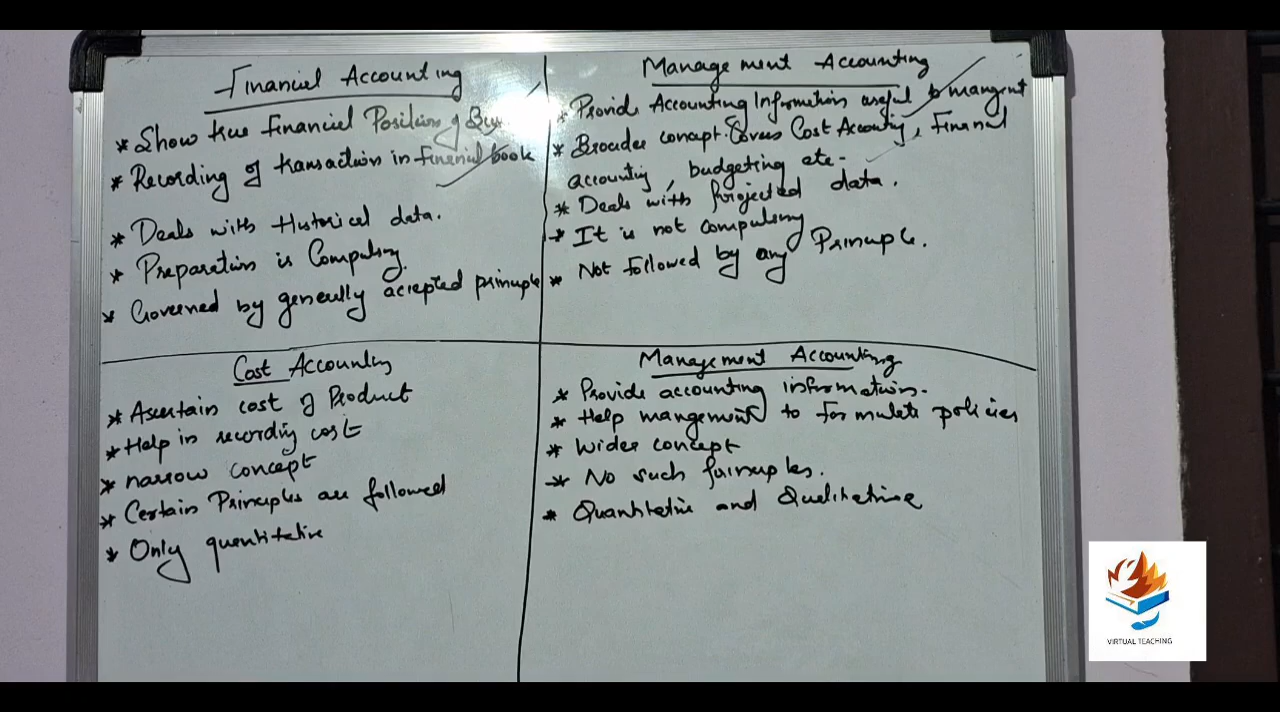 Financial Accounting
* Show true Financial Position of Bus
* Recording of transaction in financial book
* Deals with Historical data.
* Preparation is Compulsory.
* Governed by generally accepted principle
Management Accounting
* Provide Accounting Information useful to mangent
* Broader concept. Covers Cost Accounting, Financial
accounting, budgeting etc.
* Deals with Projected data.
* It is not compulsory
* Not followed by any Principle.
Cost Accounting
* Ascertain cost of Product
* Help in recording cost
* narrow concept
* Certain Principles are followed
* Only quantitative
Management Accounting
* Provide accounting information.
* Help mangement to formulate policies
* Wider concept
* No such principles.
* Quantitative and Qualitative
VIRTUAL TEACHING